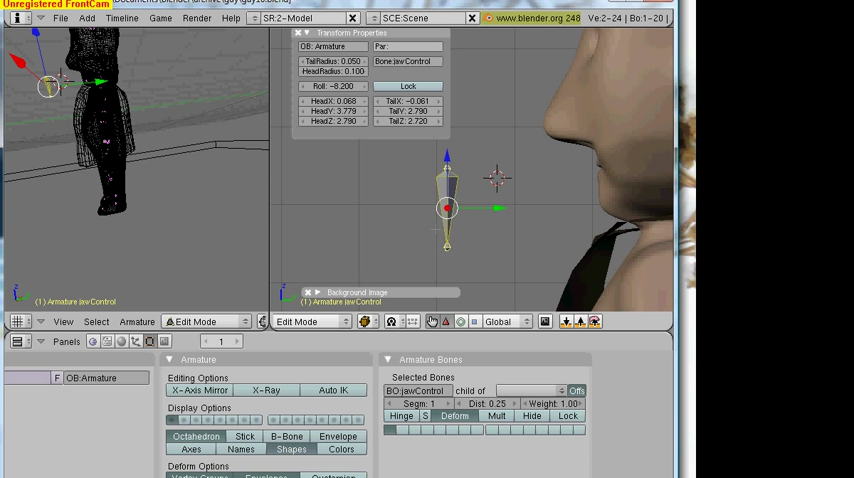 Unregistered FrontCam
File Add Timeline Game Render Help SR:2-Model SCE:Scene www.blender.org 248 Ve:2-24 | Bo:1-20 |
Transform Properties
OB: Armature Par:
TailRadius: 0.050 Bone:jawControl
HeadRadius: 0.100
Roll: -8.200 Lock
HeadX: 0.068 TailX: -0.061
HeadY: 3.779 TailY: 2.790
HeadZ: 2.790 TailZ: 2.720
z
(1) Armature jawControl
Background Image
z
(1) Armature jawControl
View Select Armature Edit Mode
Edit Mode Global
Panels 1
F OB:Armature
Armature
Editing Options
X-Axis Mirror X-Ray Auto IK
Display Options
Octahedron Stick B-Bone Envelope
Axes Names Shapes Colors
Deform Options
Vertex Groups Envelopes Quaternion
Armature Bones
Selected Bones
BO:jawControl child of Offs
Segm: 1 Dist: 0.25 Weight: 1.00
Hinge S Deform Mult Hide Lock